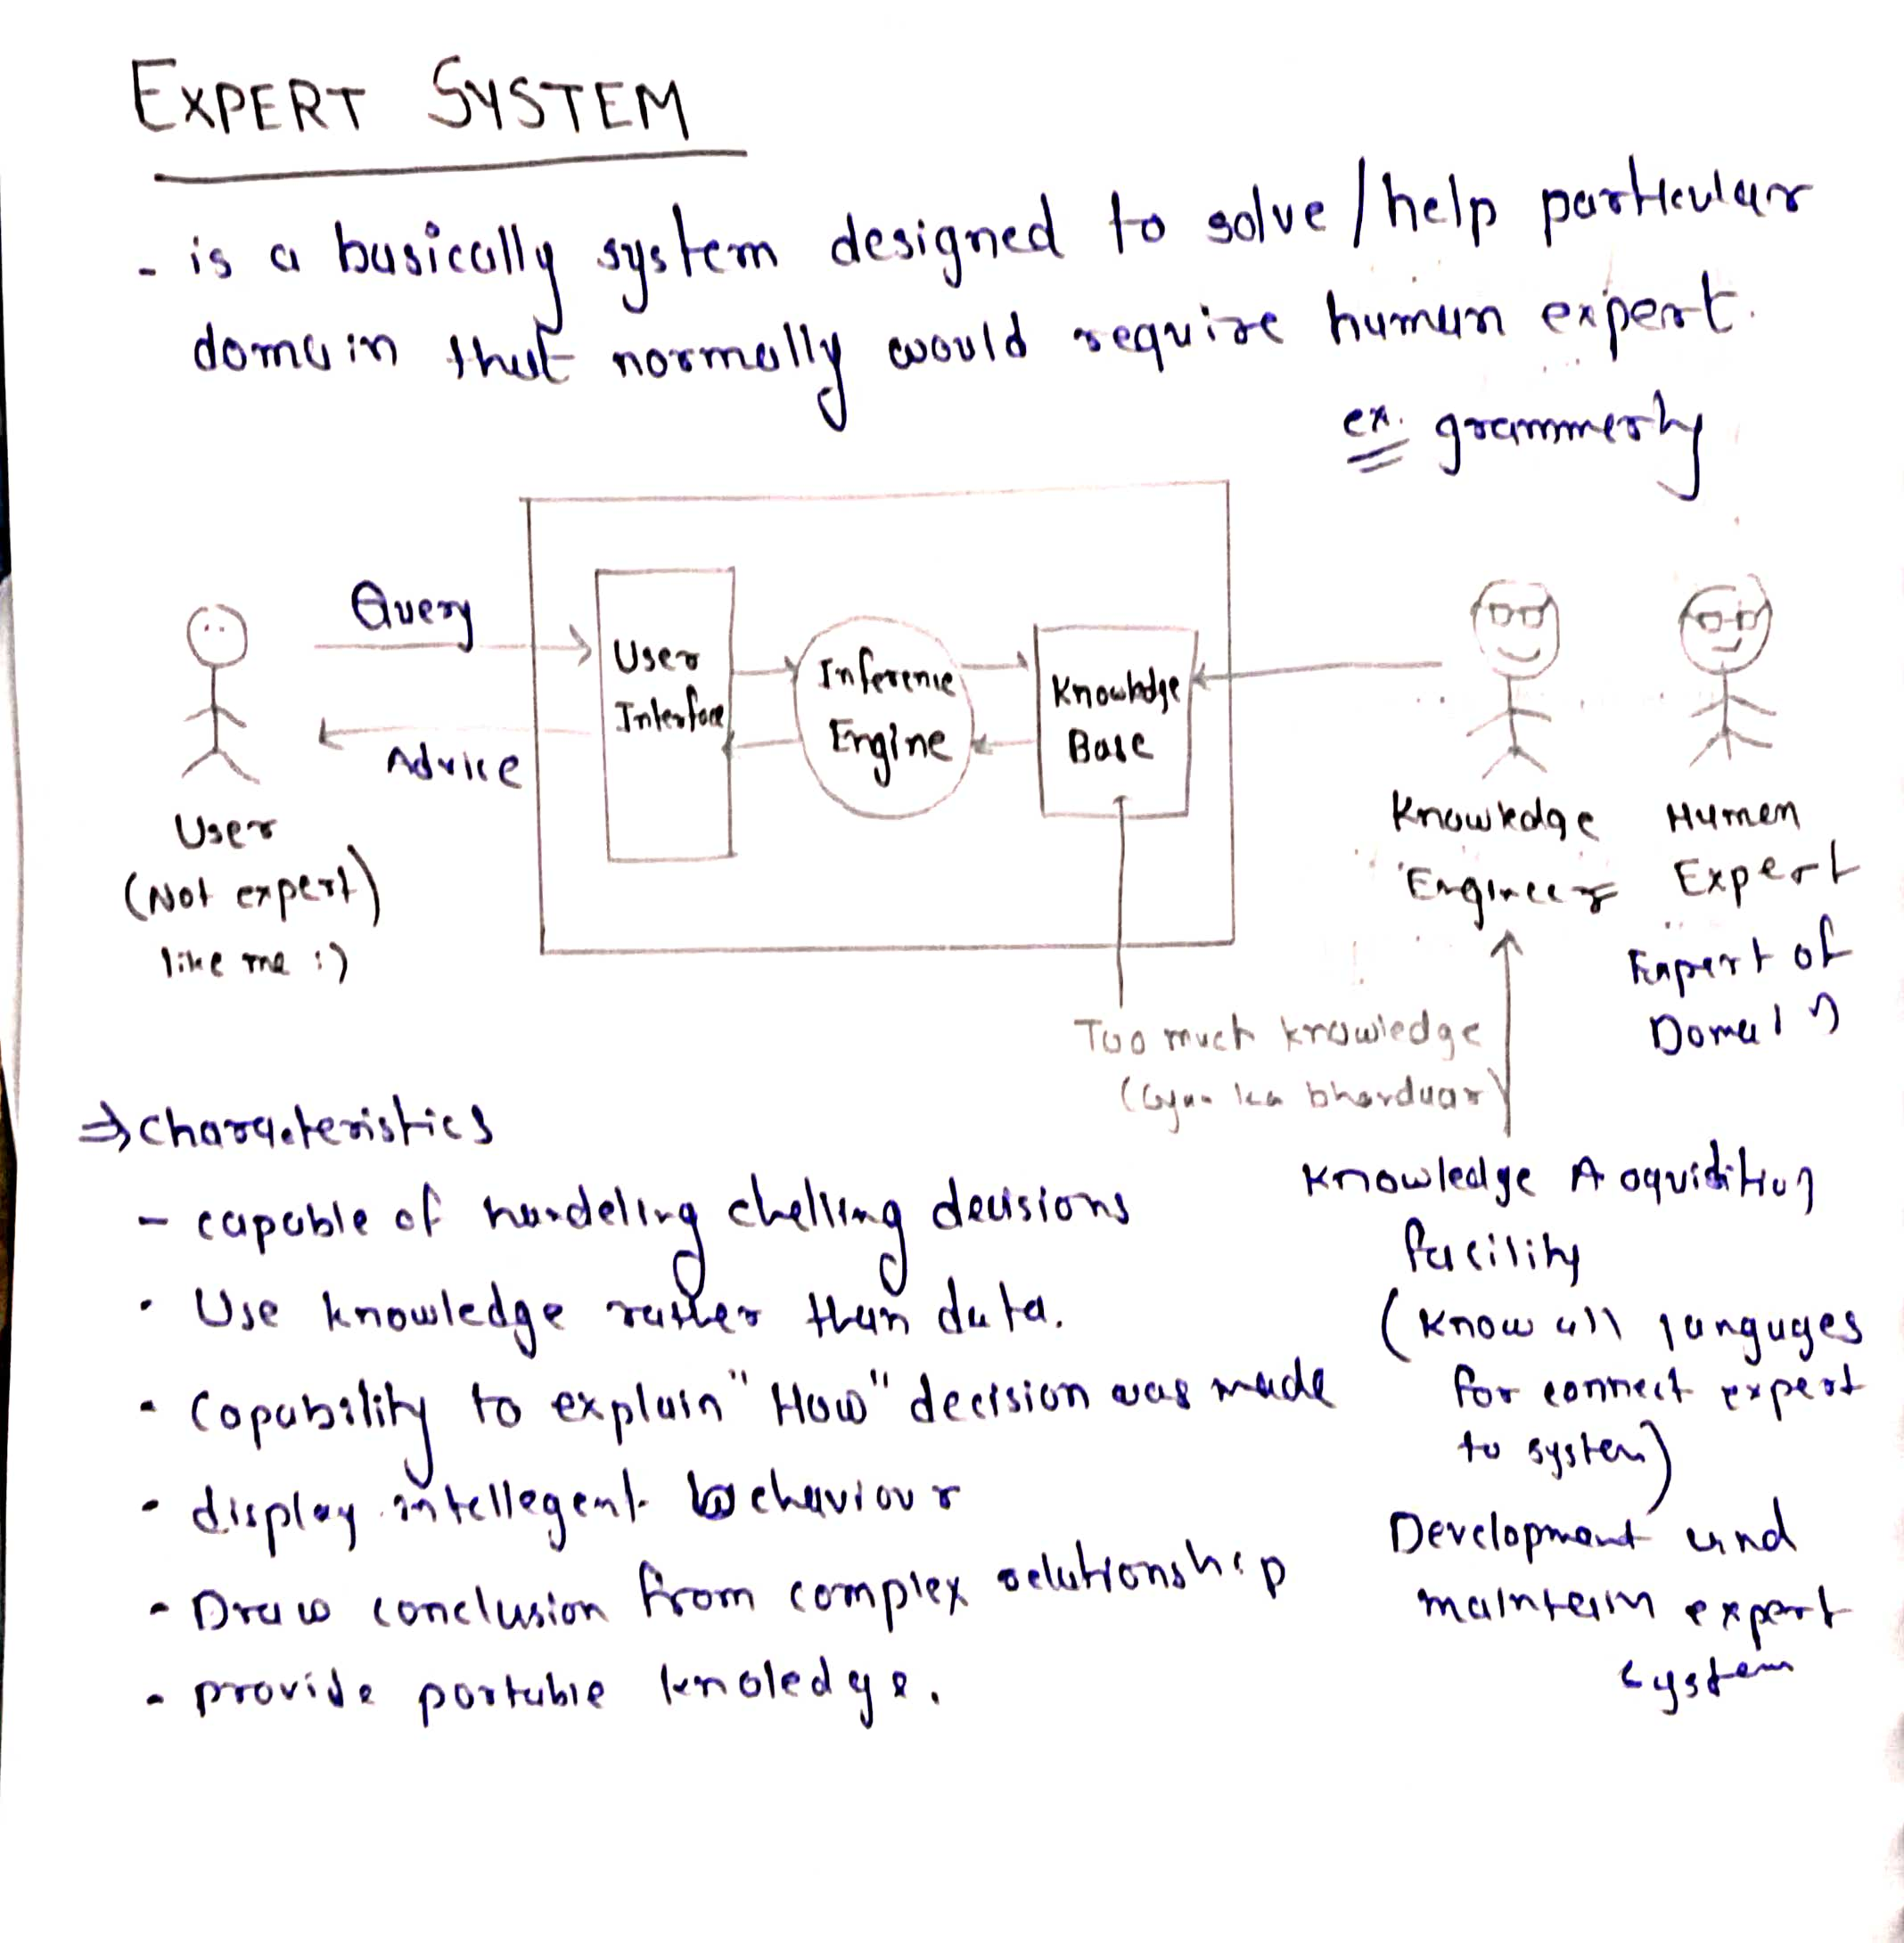 EXPERT SYSTEM
- is a basically system designed to solve / help particular
domain that normally would require human expert.
ex. grammerly
Query
User
Interface
Inference
Engine
Knowledge
Base
Advice
User
(Not expert)
like me :)
Knowledge
Engineer
Human
Expert
Expert of
Domain
Too much knowledge
(Gyan ka bhanduar)
Knowledge Aoquisition
facility
(Know all languges
for connect expert
to system)
Development and
maintain expert
system
⇒ characteristics
- capable of handeling chelling decisions
• Use knowledge rather than data.
• Capability to explain "How" decision was made
• display intellegent behaviour
• Draw conclusion from complex relationship
• provide portable knoledge.